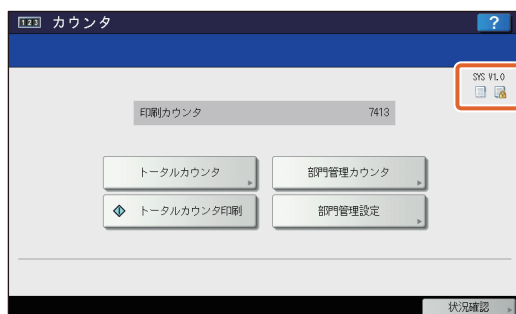 123 カウンタ ?
SYS V1.0
印刷カウンタ 7413
トータルカウンタ 部門管理カウンタ
トータルカウンタ印刷 部門管理設定
状況確認